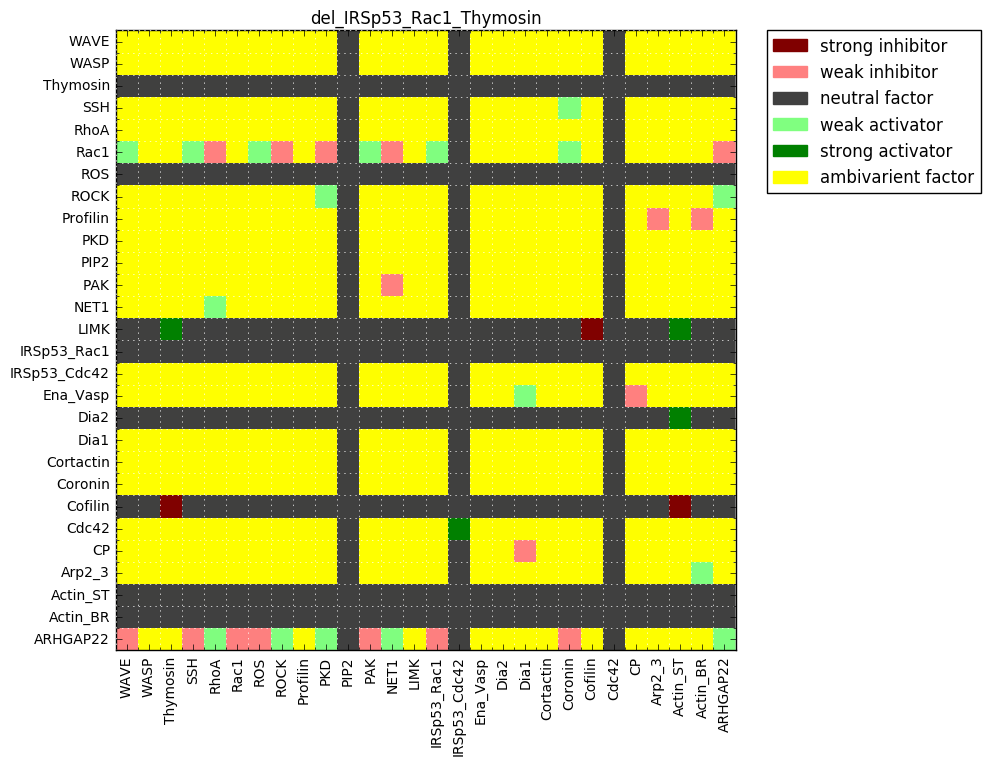 del_IRSp53_Rac1_Thymosin
WAVE
WASP
Thymosin
SSH
RhoA
Rac1
ROS
ROCK
Profilin
PKD
PIP2
PAK
NET1
LIMK
IRSp53_Rac1
IRSp53_Cdc42
Ena_Vasp
Dia2
Dia1
Cortactin
Coronin
Cofilin
Cdc42
CP
Arp2_3
Actin_ST
Actin_BR
ARHGAP22
WAVE
WASP
Thymosin
SSH
RhoA
Rac1
ROS
ROCK
Profilin
PKD
PIP2
PAK
NET1
LIMK
IRSp53_Rac1
IRSp53_Cdc42
Ena_Vasp
Dia2
Dia1
Cortactin
Coronin
Cofilin
Cdc42
CP
Arp2_3
Actin_ST
Actin_BR
ARHGAP22
strong inhibitor
weak inhibitor
neutral factor
weak activator
strong activator
ambivarient factor